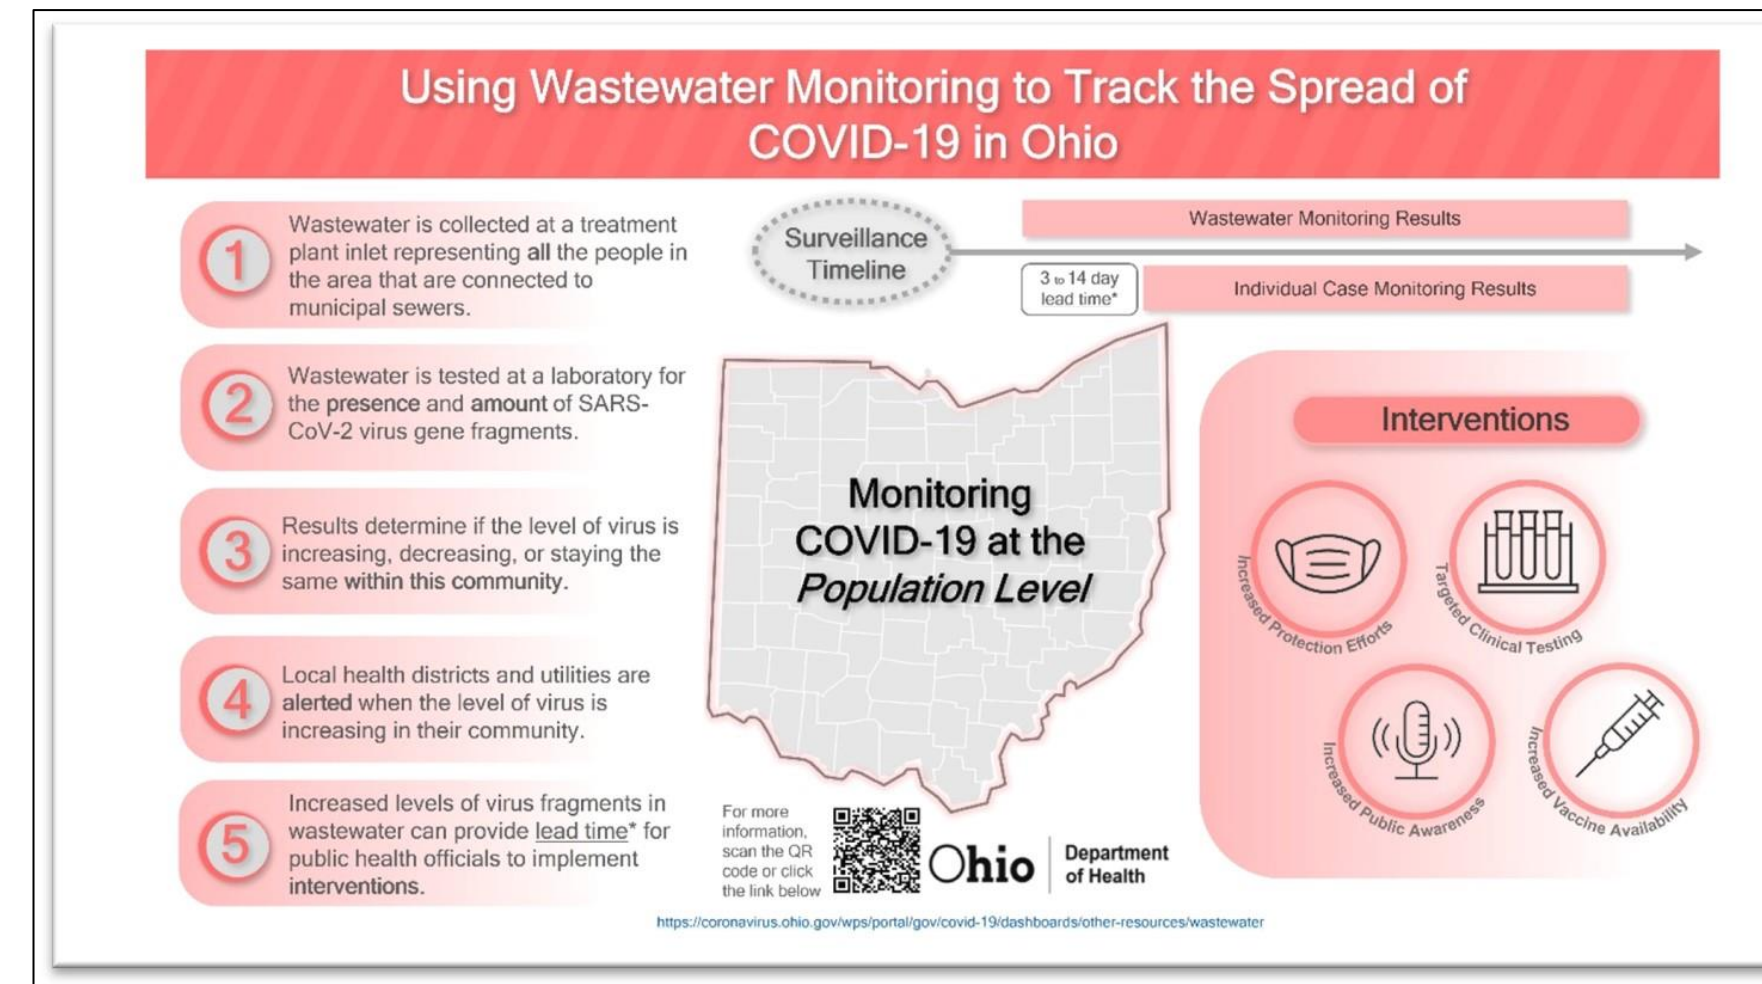 Using Wastewater Monitoring to Track the Spread of
COVID-19 in Ohio
1
Wastewater is collected at a treatment
plant inlet representing all the people in
the area that are connected to
municipal sewers.
2
Wastewater is tested at a laboratory for
the presence and amount of SARS-
CoV-2 virus gene fragments.
3
Results determine if the level of virus is
increasing, decreasing, or staying the
same within this community.
4
Local health districts and utilities are
alerted when the level of virus is
increasing in their community.
5
Increased levels of virus fragments in
wastewater can provide lead time* for
public health officials to implement
interventions.
Surveillance
Timeline
Wastewater Monitoring Results
3 to 14 day
lead time*
Individual Case Monitoring Results
Monitoring
COVID-19 at the
Population Level
For more
information,
scan the QR
code or click
the link below
Ohio
Department
of Health
https://coronavirus.ohio.gov/wps/portal/gov/covid-19/dashboards/other-resources/wastewater
Interventions
Increased Protection Efforts
Targeted Clinical Testing
Increased Public Awareness
Increased Vaccine Availability